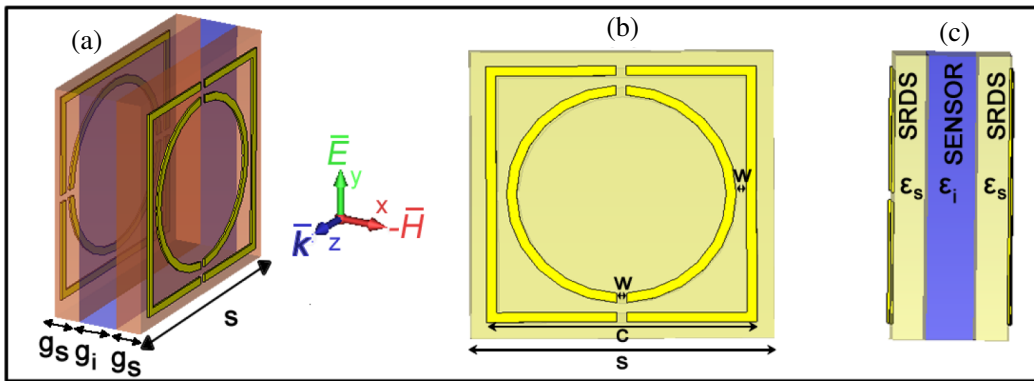 (a)
E
y
x
-H
k
z
s
gs gi gs
(b)
w
w
c
s
(c)
SRDS
SENSOR
SRDS
εs
εi
εs